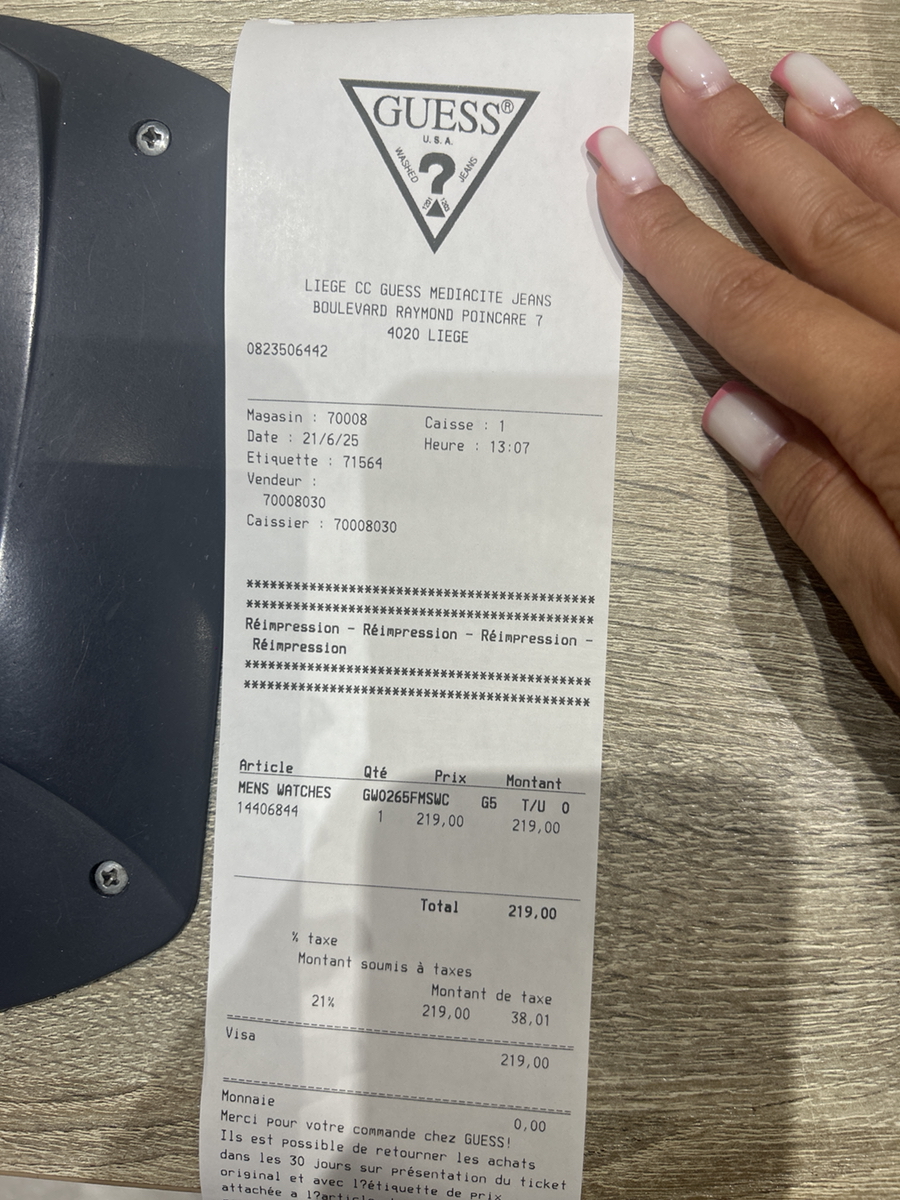 GUESS®
U.S.A.
WASHED ? JEANS
LIEGE CC GUESS MEDIACITE JEANS
BOULEVARD RAYMOND POINCARE 7
4020 LIEGE
0823506442
Magasin : 70008 Caisse : 1
Date : 21/6/25 Heure : 13:07
Etiquette : 71564
Vendeur :
70008030
Caissier : 70008030
*********************************************
*********************************************
Réimpression - Réimpression - Réimpression -
Réimpression
*********************************************
*********************************************
Article Qté Prix Montant
MENS WATCHES GW0265FMSWC G5 T/U 0
14406844 1 219,00 219,00
Total 219,00
% taxe
Montant soumis à taxes
Montant de taxe
21% 219,00 38,01
Visa
219,00
Monnaie
0,00
Merci pour votre commande chez GUESS!
Ils est possible de retourner les achats
dans les 30 jours sur présentation du ticket
original et avec l?étiquette de prix
attachée a